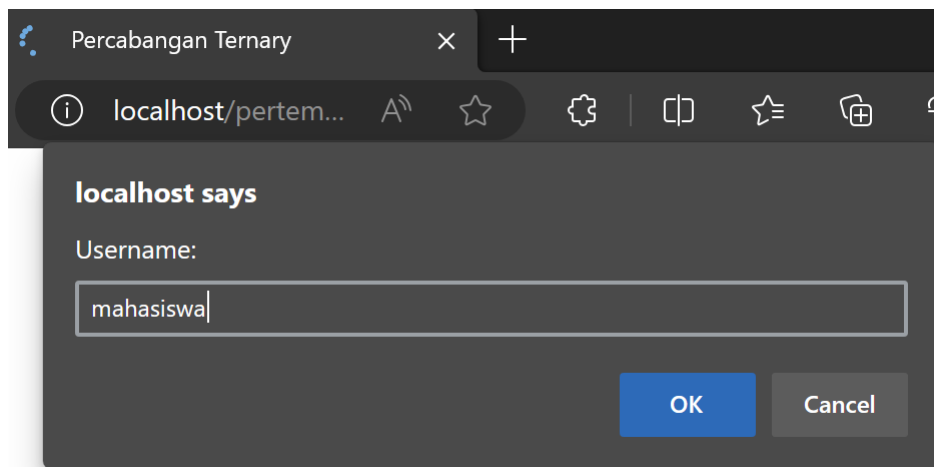 Percabangan Ternary
localhost/pertem...
localhost says
Username:
mahasiswa
OK Cancel